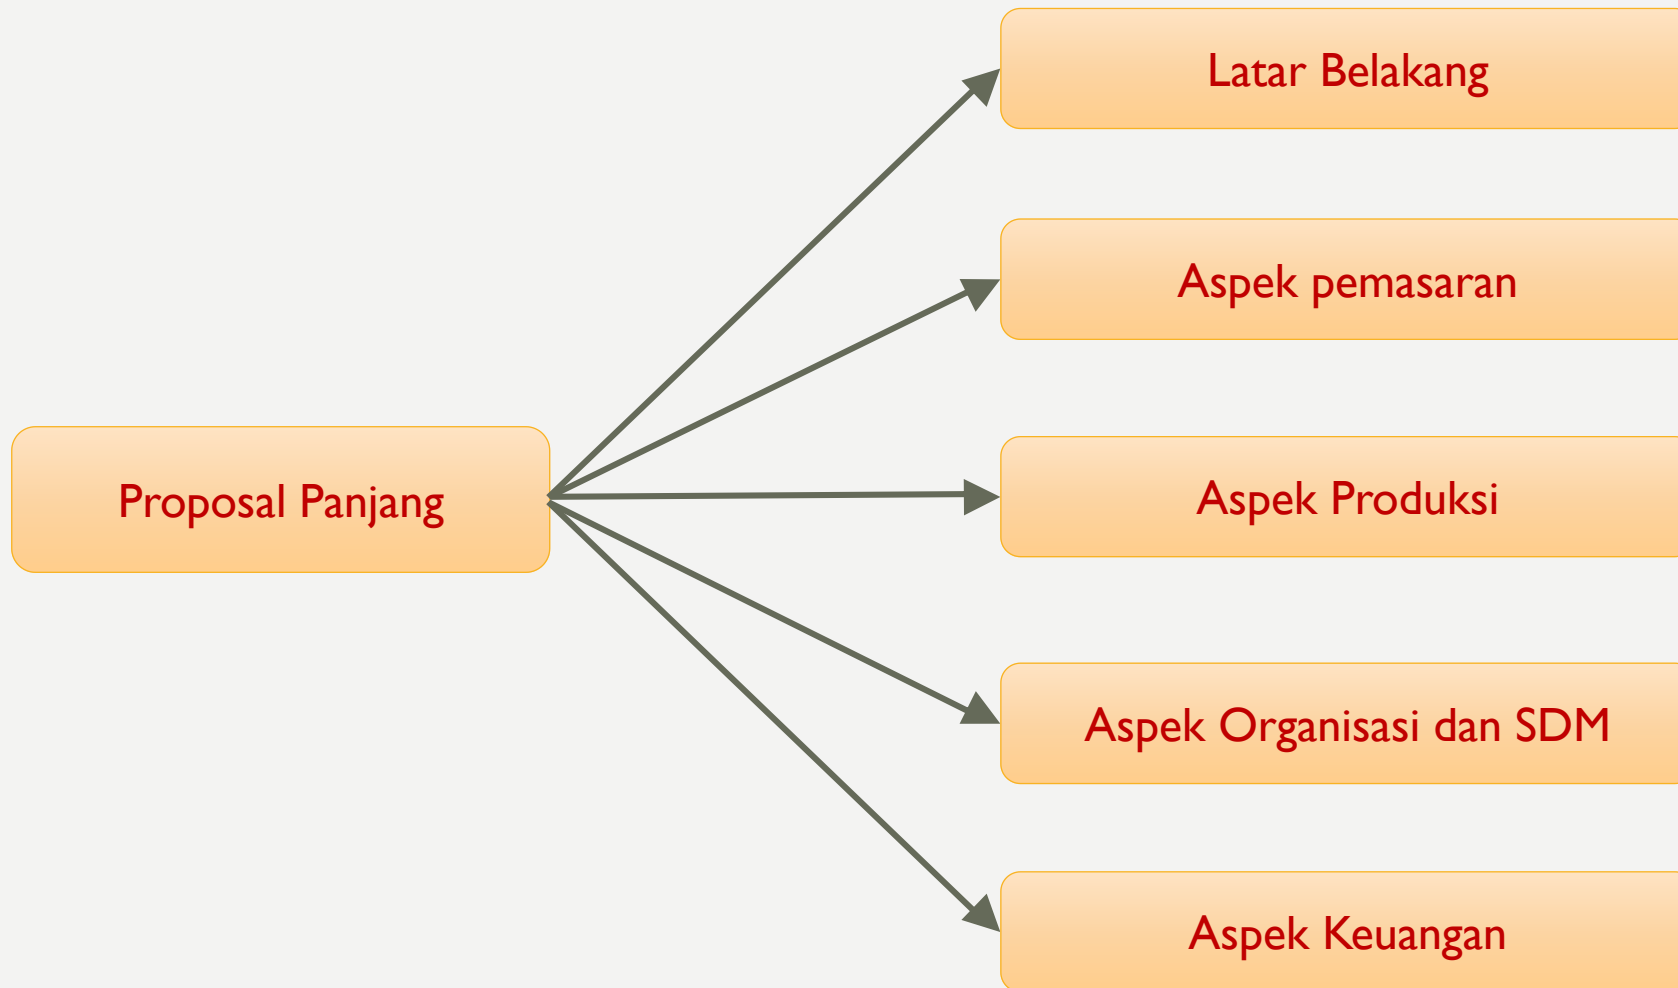 Latar Belakang
Aspek pemasaran
Proposal Panjang
Aspek Produksi
Aspek Organisasi dan SDM
Aspek Keuangan